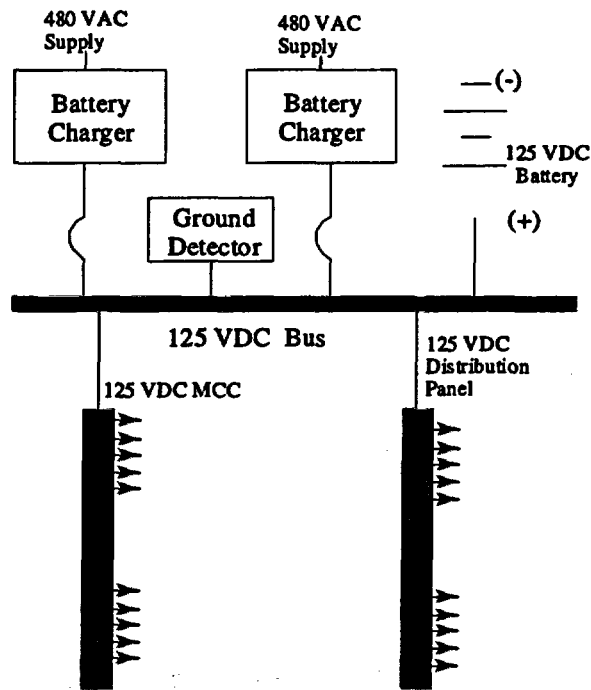 480 VAC
Supply
480 VAC
Supply
Battery
Charger
Battery
Charger
(-)
125 VDC
Battery
Ground
Detector
(+)
125 VDC Bus
125 VDC MCC
125 VDC
Distribution
Panel